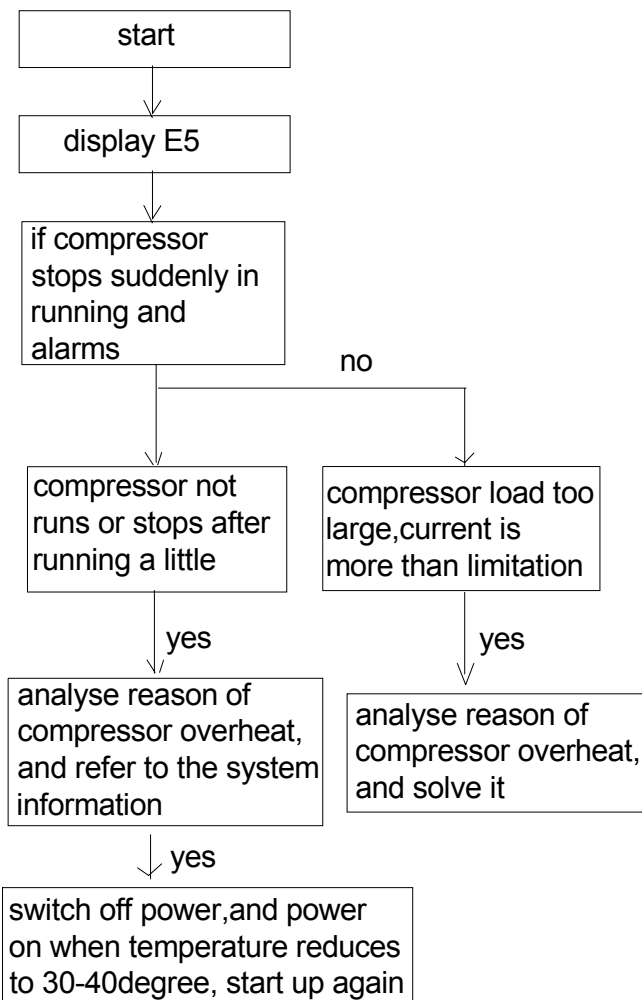 start
display E5
if compressor
stops suddenly in
running and
alarms
no
compressor not
runs or stops after
running a little
compressor load too
large,current is
more than limitation
yes
yes
analyse reason of
compressor overheat,
and refer to the system
information
analyse reason of
compressor overheat,
and solve it
yes
switch off power,and power
on when temperature reduces
to 30-40degree, start up again